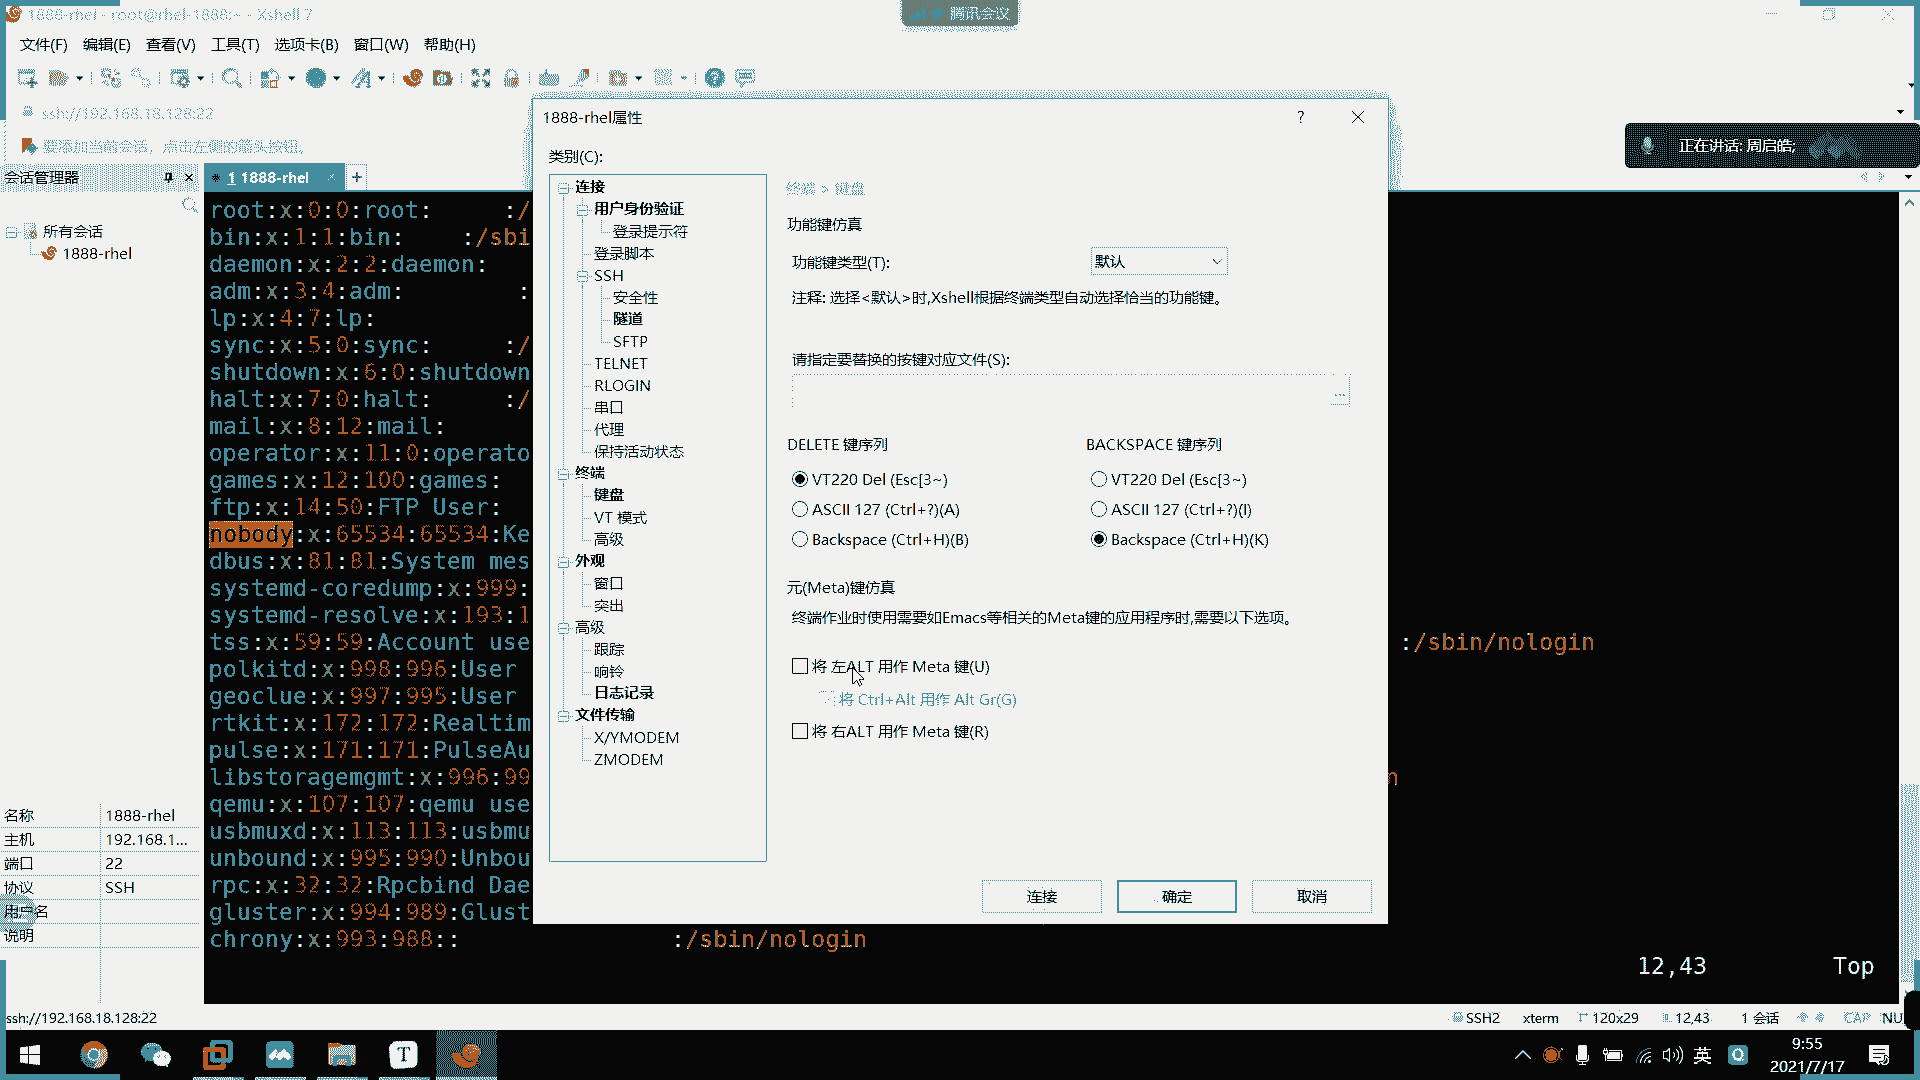 1888-rhel - root@rhel-1888:~ - Xshell 7
腾讯会议
文件(F) 编辑(E) 查看(V) 工具(T) 选项卡(B) 窗口(W) 帮助(H)
ssh://192.168.18.128:22
要添加当前会话，点击左侧的箭头按钮。
正在讲话: 周启皓;
会话管理器
1 1888-rhel
所有会话
1888-rhel
名称 1888-rhel
主机 192.168.1...
端口 22
协议 SSH
用户名
说明
root:x:0:0:root: :/
bin:x:1:1:bin: :/sbi
daemon:x:2:2:daemon:
adm:x:3:4:adm: :
lp:x:4:7:lp:
sync:x:5:0:sync: :/
shutdown:x:6:0:shutdown
halt:x:7:0:halt: :/
mail:x:8:12:mail:
operator:x:11:0:operato
games:x:12:100:games:
ftp:x:14:50:FTP User:
nobody:x:65534:65534:Ke
dbus:x:81:81:System mes
systemd-coredump:x:999:
systemd-resolve:x:193:1
tss:x:59:59:Account use :/sbin/nologin
polkitd:x:998:996:User
geoclue:x:997:995:User
rtkit:x:172:172:Realtim
pulse:x:171:171:PulseAu
libstoragemgmt:x:996:99 n
qemu:x:107:107:qemu use
usbmuxd:x:113:113:usbmu
unbound:x:995:990:Unbou
rpc:x:32:32:Rpcbind Dae
gluster:x:994:989:Glust
chrony:x:993:988:: :/sbin/nologin
12,43 Top
1888-rhel属性
类别(C):
连接
用户身份验证
登录提示符
登录脚本
SSH
安全性
隧道
SFTP
TELNET
RLOGIN
串口
代理
保持活动状态
终端
键盘
VT 模式
高级
外观
窗口
突出
高级
跟踪
响铃
日志记录
文件传输
X/YMODEM
ZMODEM
终端 > 键盘
功能键仿真
功能键类型(T): 默认
注释: 选择<默认>时,Xshell根据终端类型自动选择恰当的功能键。
请指定要替换的按键对应文件(S):
...
DELETE 键序列 BACKSPACE 键序列
VT220 Del (Esc[3~) VT220 Del (Esc[3~)
ASCII 127 (Ctrl+?)(A) ASCII 127 (Ctrl+?)(I)
Backspace (Ctrl+H)(B) Backspace (Ctrl+H)(K)
元(Meta)键仿真
终端作业时使用需要如Emacs等相关的Meta键的应用程序时,需要以下选项。
将 左ALT 用作 Meta 键(U)
将 Ctrl+Alt 用作 Alt Gr(G)
将 右ALT 用作 Meta 键(R)
连接 确定 取消
ssh://192.168.18.128:22 SSH2 xterm 120x29 12,43 1 会话 CAP NU
英
9:55
2021/7/17